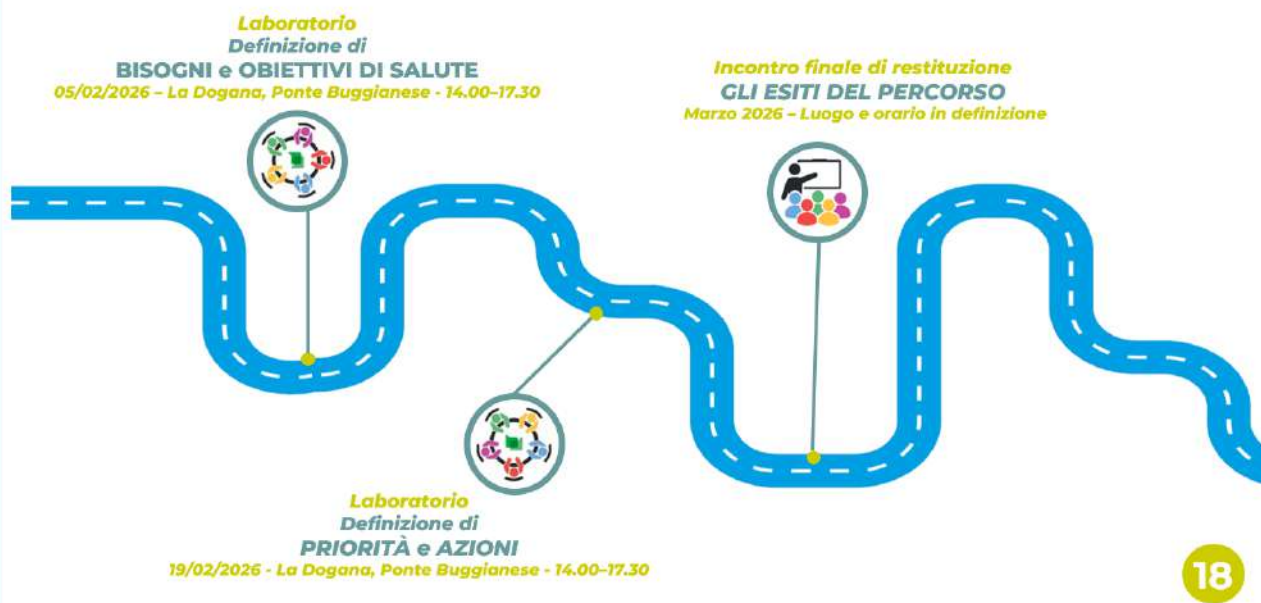 Laboratorio
Definizione di
BISOGNI e OBIETTIVI DI SALUTE
05/02/2026 – La Dogana, Ponte Buggianese - 14.00–17.30
Incontro finale di restituzione
GLI ESITI DEL PERCORSO
Marzo 2026 – Luogo e orario in definizione
Laboratorio
Definizione di
PRIORITÀ e AZIONI
19/02/2026 - La Dogana, Ponte Buggianese - 14.00–17.30
18